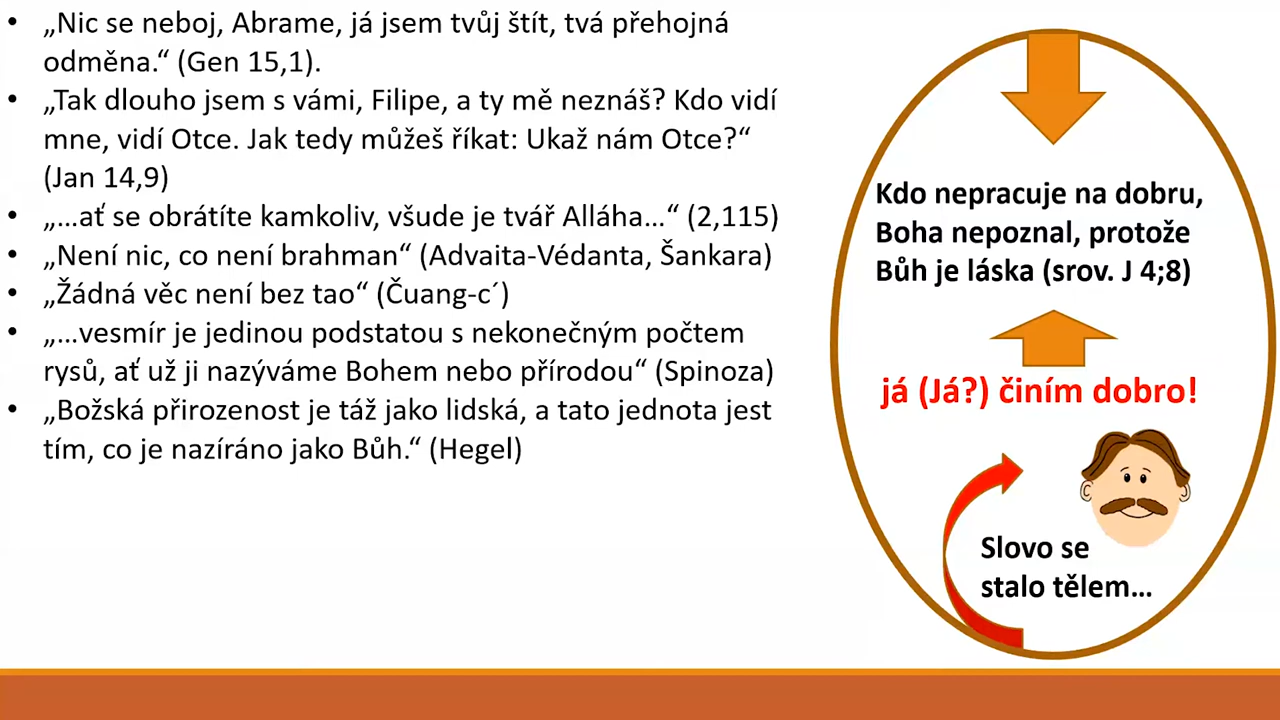 • „Nic se neboj, Abrame, já jsem tvůj štít, tvá přehojná
odměna.“ (Gen 15,1).
• „Tak dlouho jsem s vámi, Filipe, a ty mě neznáš? Kdo vidí
mne, vidí Otce. Jak tedy můžeš říkat: Ukaž nám Otce?“
(Jan 14,9)
• „…ať se obrátíte kamkoliv, všude je tvář Alláha…“ (2,115)
• „Není nic, co není brahman“ (Advaita-Védanta, Šankara)
• „Žádná věc není bez tao“ (Čuang-c´)
• „…vesmír je jedinou podstatou s nekonečným počtem
rysů, ať už ji nazýváme Bohem nebo přírodou“ (Spinoza)
• „Božská přirozenost je táž jako lidská, a tato jednota jest
tím, co je nazíráno jako Bůh.“ (Hegel)
Kdo nepracuje na dobru,
Boha nepoznal, protože
Bůh je láska (srov. J 4;8)
já (Já?) činím dobro!
Slovo se
stalo tělem…